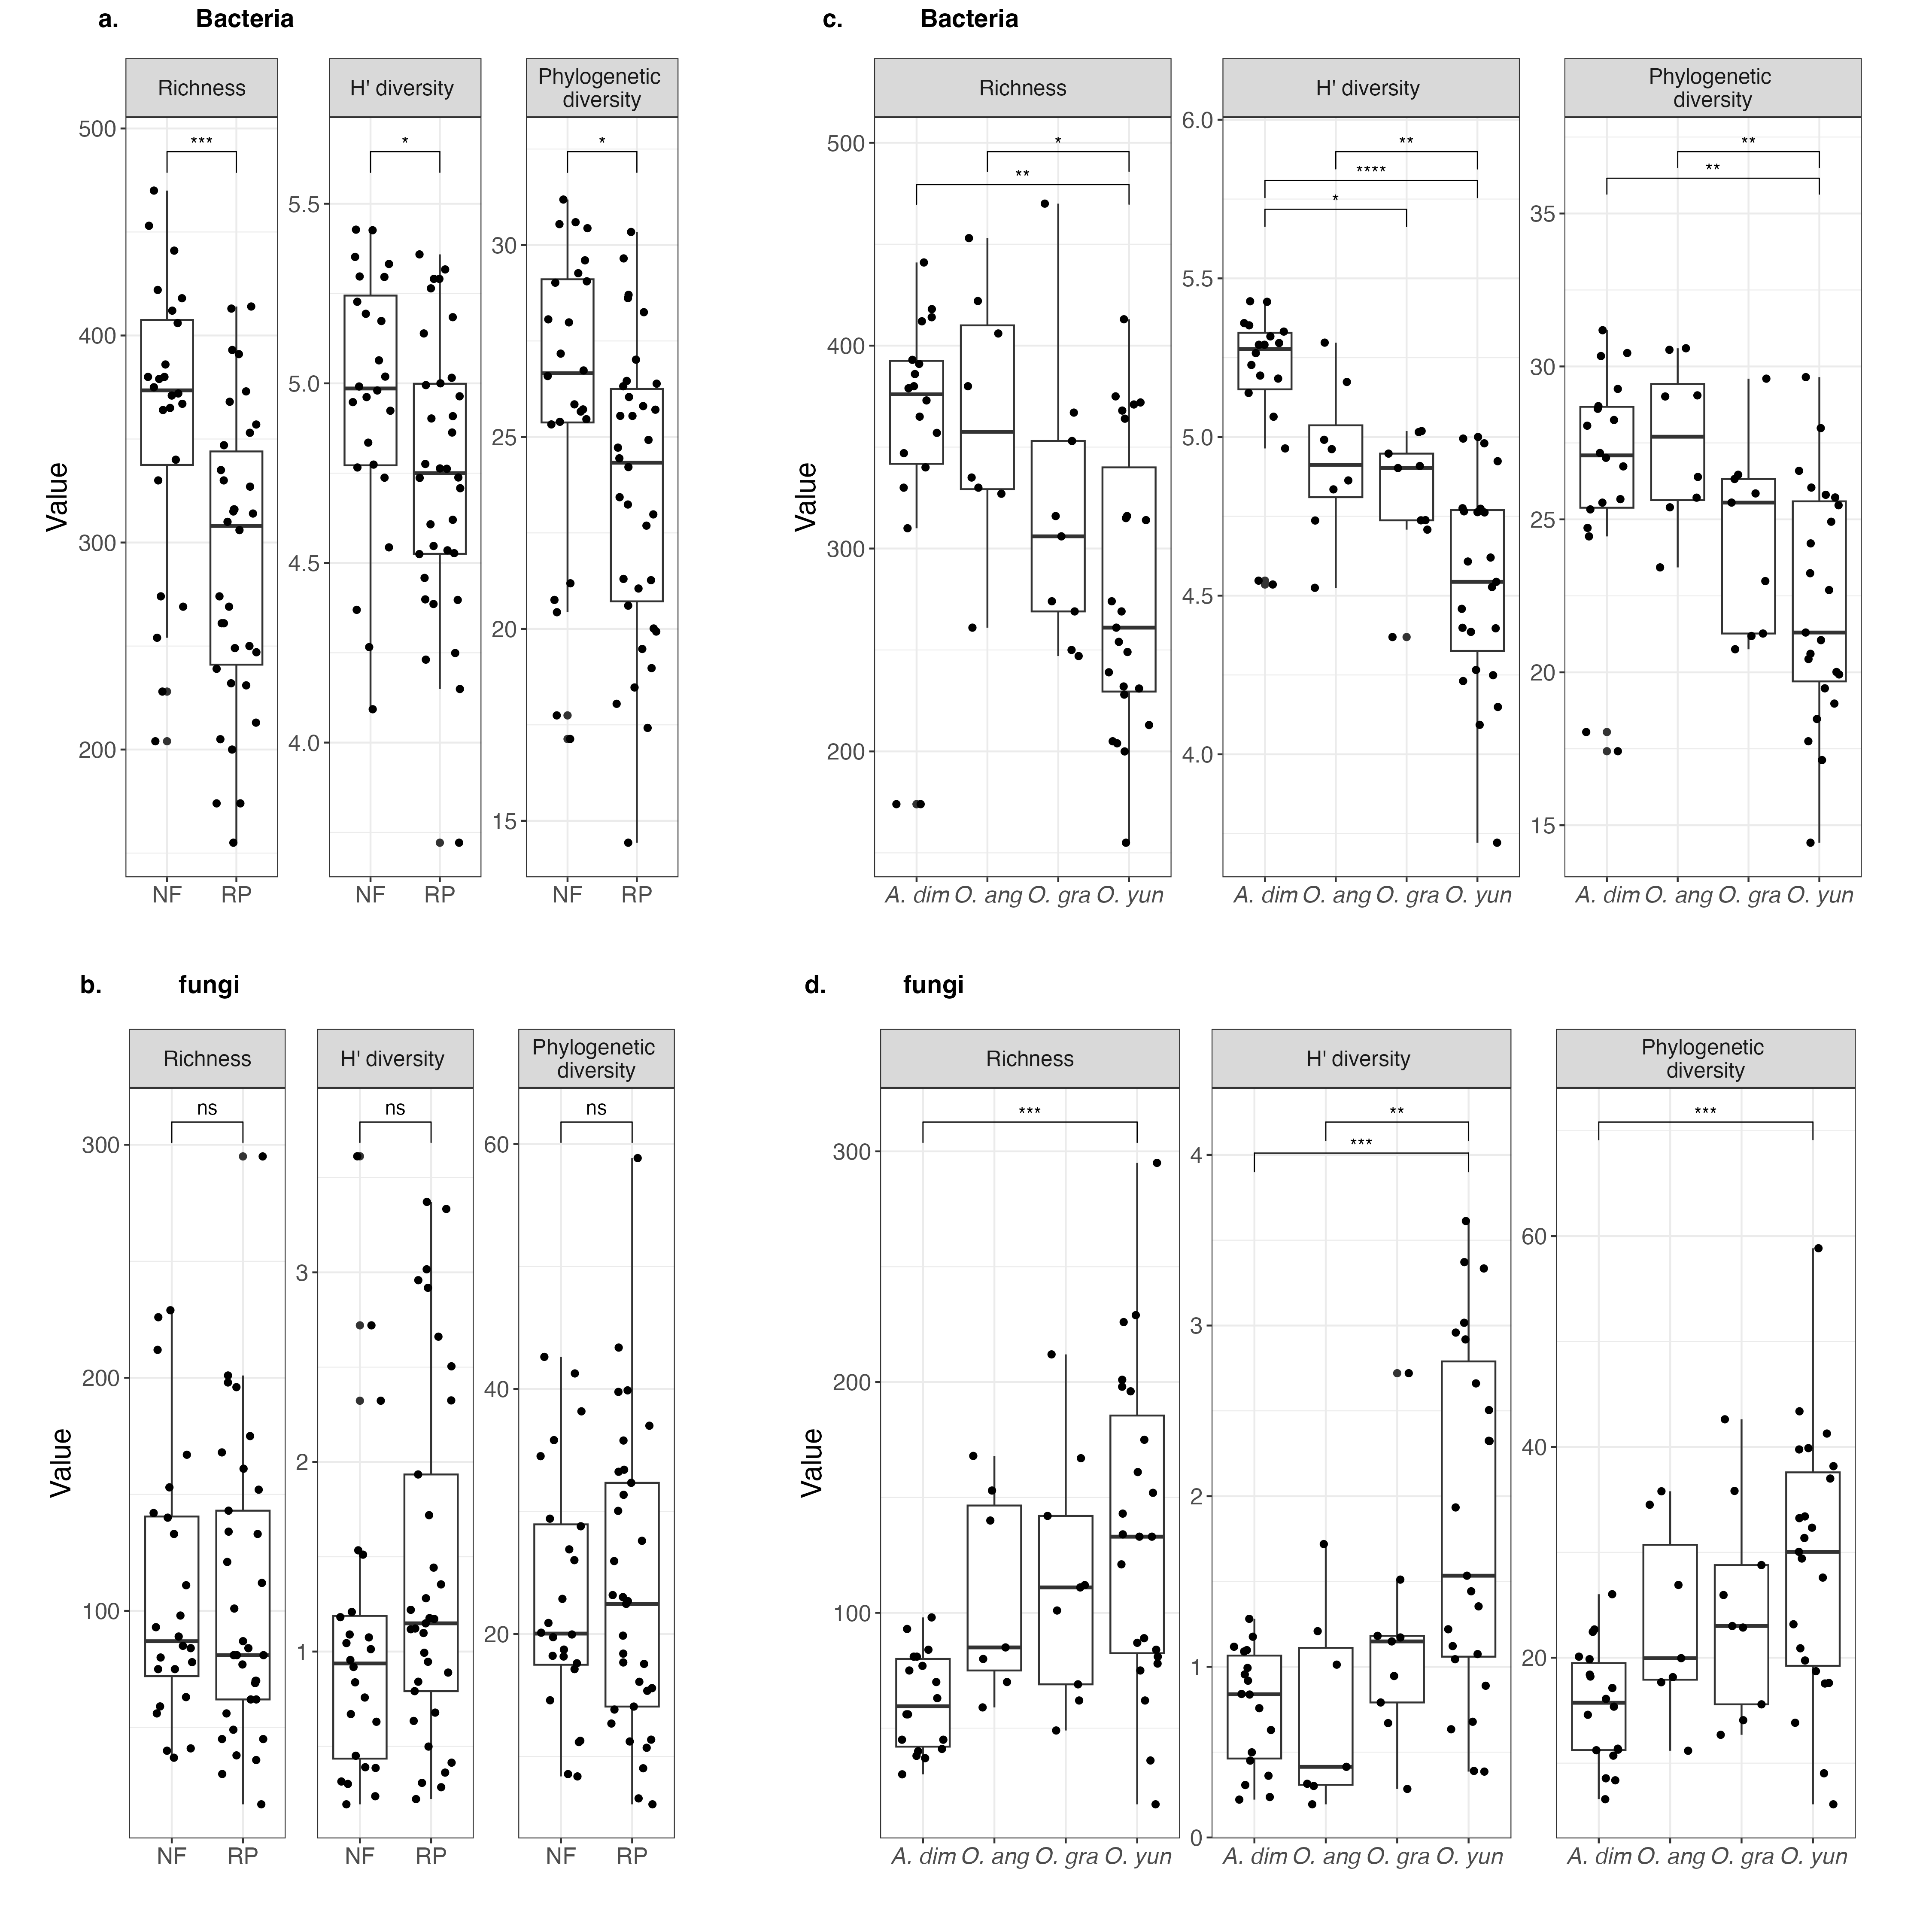 a. Bacteria
Richness
H' diversity
Phylogenetic
diversity
Value
500
400
300
200
***
NF RP
5.5
5.0
4.5
4.0
*
NF RP
30
25
20
15
*
NF RP
c. Bacteria
Richness
H' diversity
Phylogenetic
diversity
Value
500
400
300
200
*
**
A. dim O. ang O. gra O. yun
6.0
5.5
5.0
4.5
4.0
**
****
*
A. dim O. ang O. gra O. yun
35
30
25
20
15
**
**
A. dim O. ang O. gra O. yun
b. fungi
Richness
H' diversity
Phylogenetic
diversity
Value
300
200
100
ns
NF RP
3
2
1
ns
NF RP
60
40
20
ns
NF RP
d. fungi
Richness
H' diversity
Phylogenetic
diversity
Value
300
200
100
***
A. dim O. ang O. gra O. yun
4
3
2
1
0
**
***
A. dim O. ang O. gra O. yun
60
40
20
***
A. dim O. ang O. gra O. yun